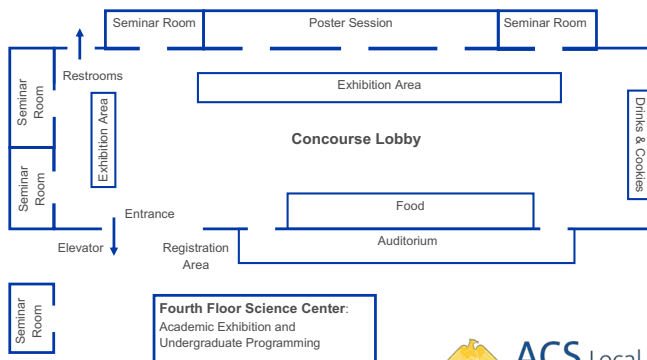 Seminar Room
Poster Session
Seminar Room
Restrooms
Seminar
Room
Exhibition Area
Exhibition Area
Drinks & Cookies
Concourse Lobby
Seminar
Room
Food
Entrance
Elevator
Registration
Area
Auditorium
Seminar
Room
Fourth Floor Science Center:
Academic Exhibition and
Undergraduate Programming
ACS Local